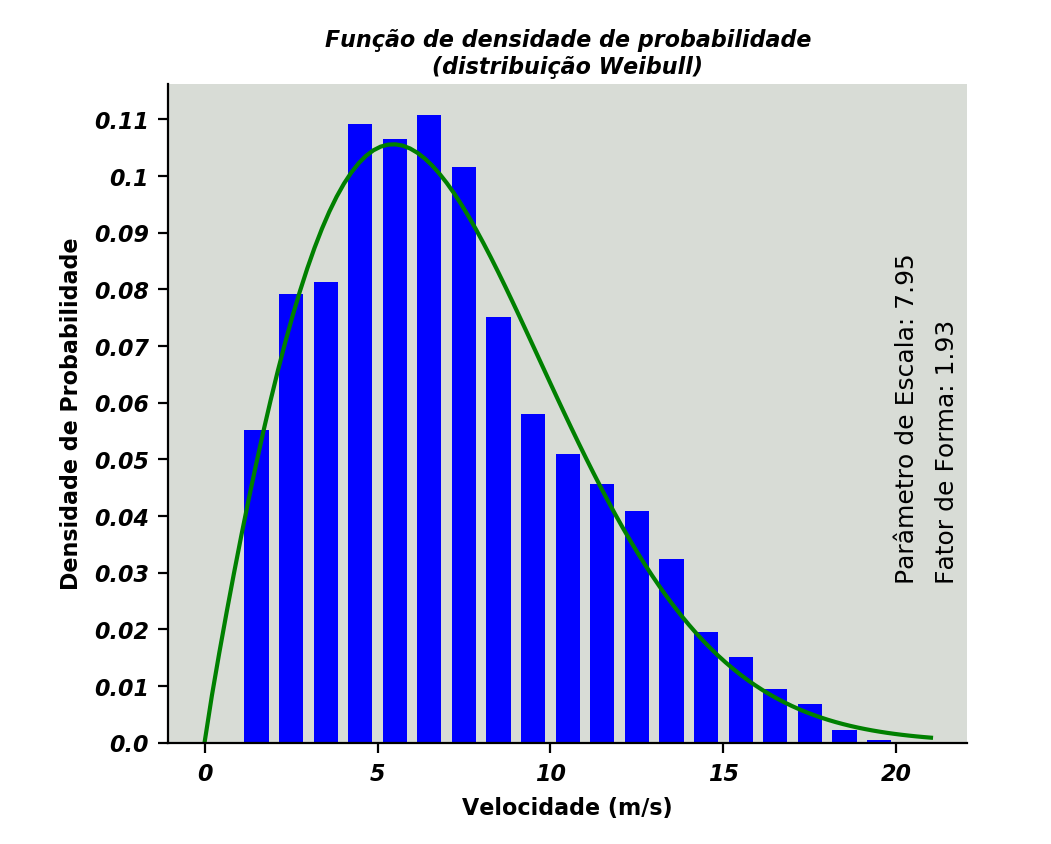 Função de densidade de probabilidade
(distribuição Weibull)
Densidade de Probabilidade
0.11
0.1
0.09
0.08
0.07
0.06
0.05
0.04
0.03
0.02
0.01
0.0
Parâmetro de Escala: 7.95
Fator de Forma: 1.93
0
5
10
15
20
Velocidade (m/s)